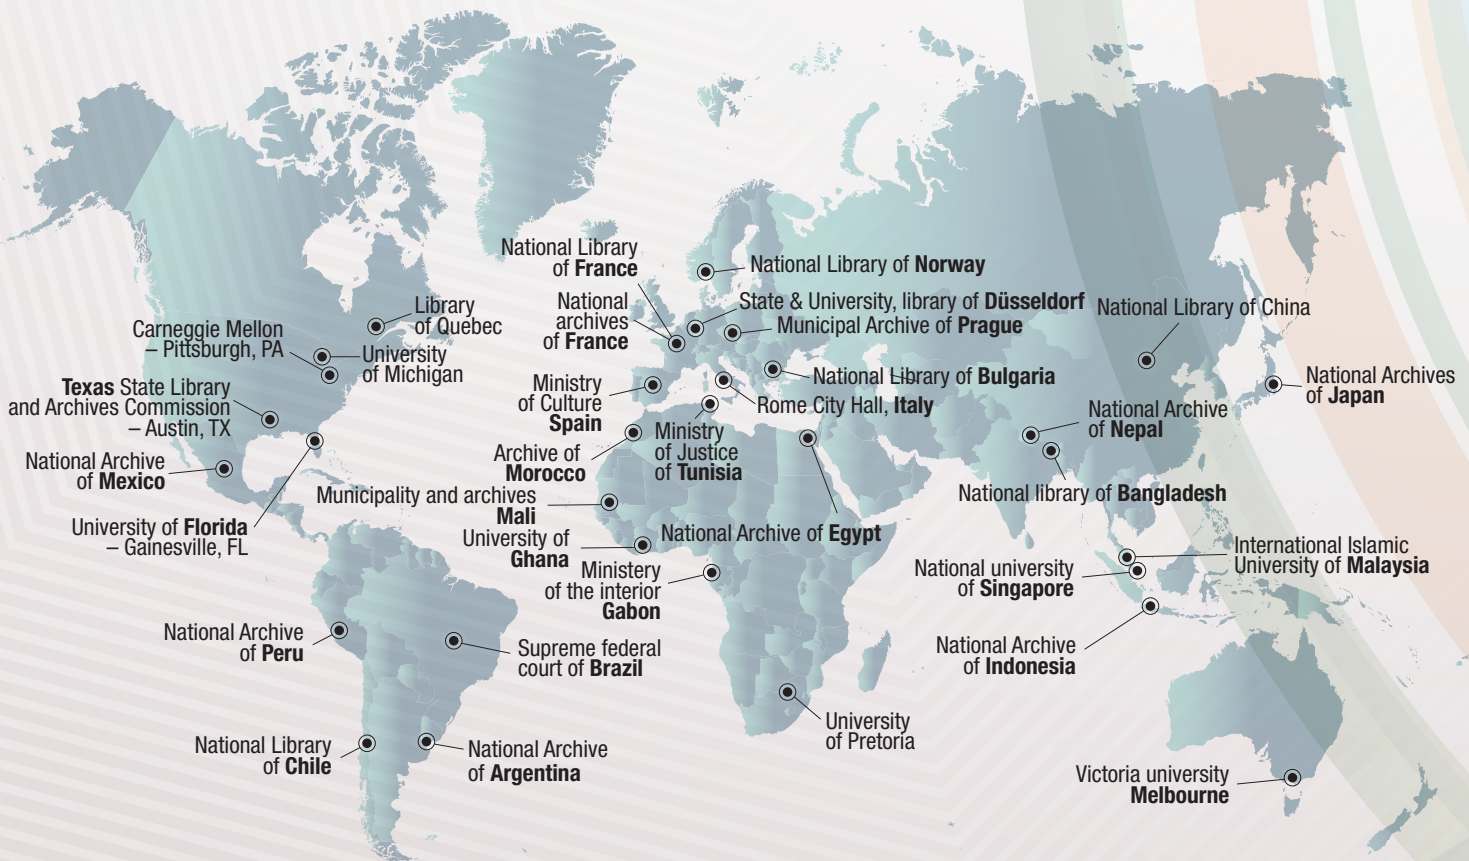 National Library
of France
National Library of Norway
National
archives
of France
State & University, library of Düsseldorf
Municipal Archive of Prague
National Library of China
Library
of Quebec
Carneggie Mellon
– Pittsburgh, PA
University
of Michigan
Texas State Library
and Archives Commission
– Austin, TX
Ministry
of Culture
Spain
National Library of Bulgaria
Rome City Hall, Italy
National Archives
of Japan
National Archive
of Nepal
Archive of
Morocco
Ministry
of Justice
of Tunisia
National Archive
of Mexico
Municipality and archives
Mali
National library of Bangladesh
University of Florida
– Gainesville, FL
University of
Ghana
National Archive of Egypt
International Islamic
University of Malaysia
National university
of Singapore
Ministery
of the interior
Gabon
National Archive
of Peru
Supreme federal
court of Brazil
National Archive
of Indonesia
University
of Pretoria
National Library
of Chile
National Archive
of Argentina
Victoria university
Melbourne